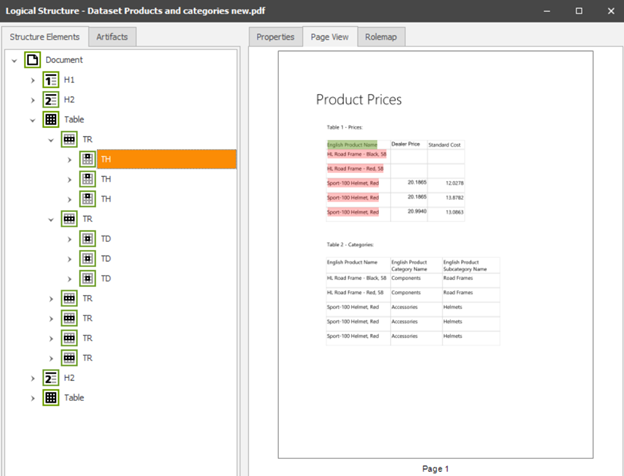 Logical Structure - Dataset Products and categories new.pdf
Structure Elements Artifacts
Properties Page View Rolemap
Document
H1
H2
Table
TR
TH
TH
TH
TR
TD
TD
TD
TR
TR
TR
TR
H2
Table
Product Prices
Table 1 - Prices:
English Product Name Dealer Price Standard Cost
HL Road Frame - Black, 58
HL Road Frame - Red, 58
Sport-100 Helmet, Red 20.1865 12.0278
Sport-100 Helmet, Red 20.1865 13.8782
Sport-100 Helmet, Red 20.9940 13.0863
Table 2 - Categories:
English Product Name English Product Category Name English Product Subcategory Name
HL Road Frame - Black, 58 Components Road Frames
HL Road Frame - Red, 58 Components Road Frames
Sport-100 Helmet, Red Accessories Helmets
Sport-100 Helmet, Red Accessories Helmets
Sport-100 Helmet, Red Accessories Helmets
Page 1